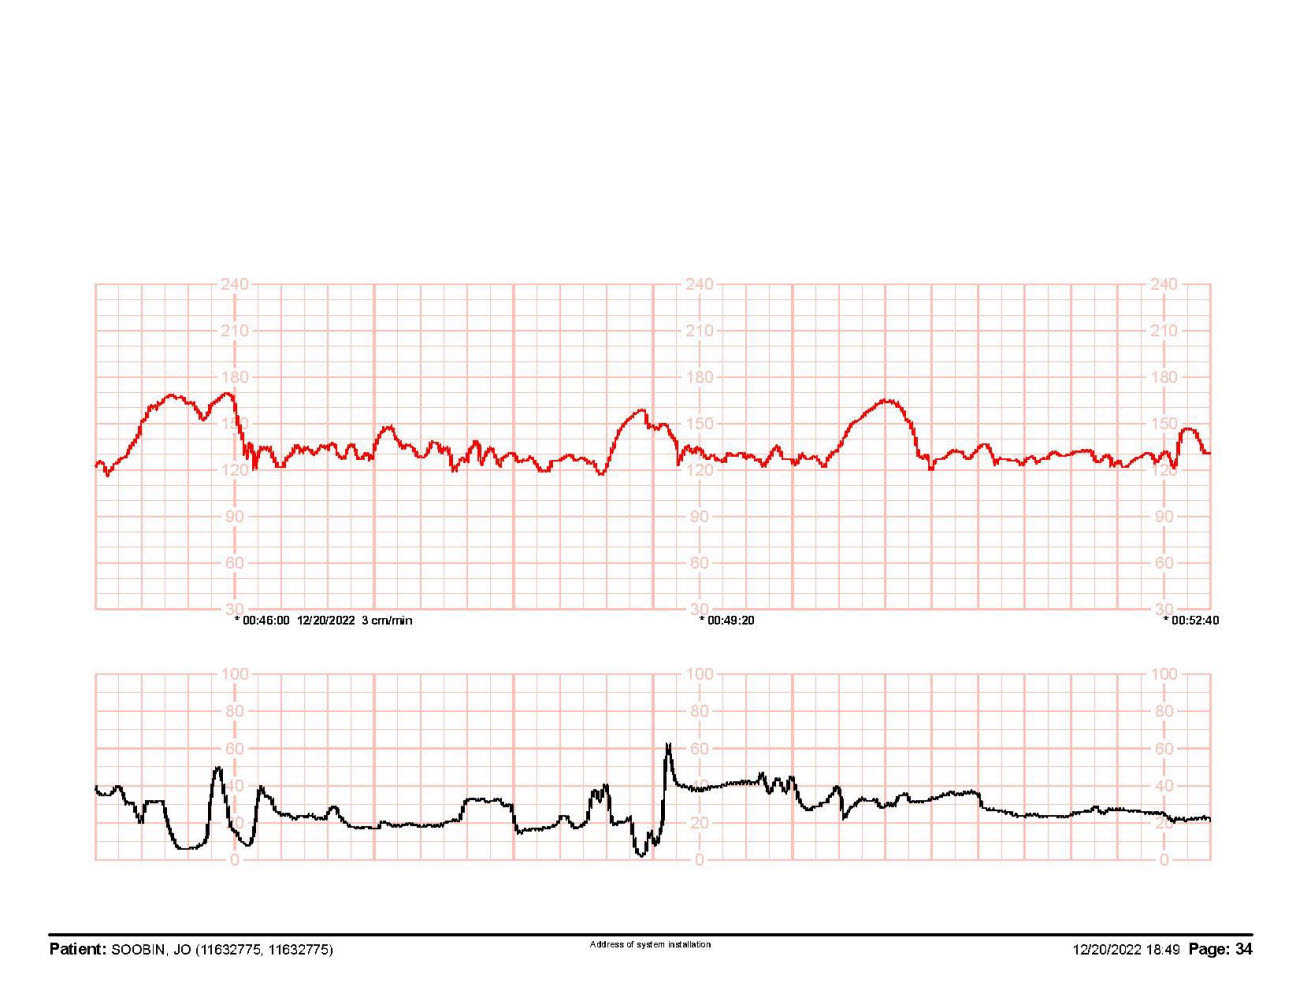 240 240 240
210 210 210
180 180 180
150 150 150
120 120 120
90 90 90
60 60 60
30 30 30
* 00:46:00 12/20/2022 3 cm/min * 00:49:20 * 00:52:40
100 100 100
80 80 80
60 60 60
40 40 40
20 20 20
0 0 0
Patient: SOOBIN, JO (11632775, 11632775) Address of system installation 12/20/2022 18:49 Page: 34